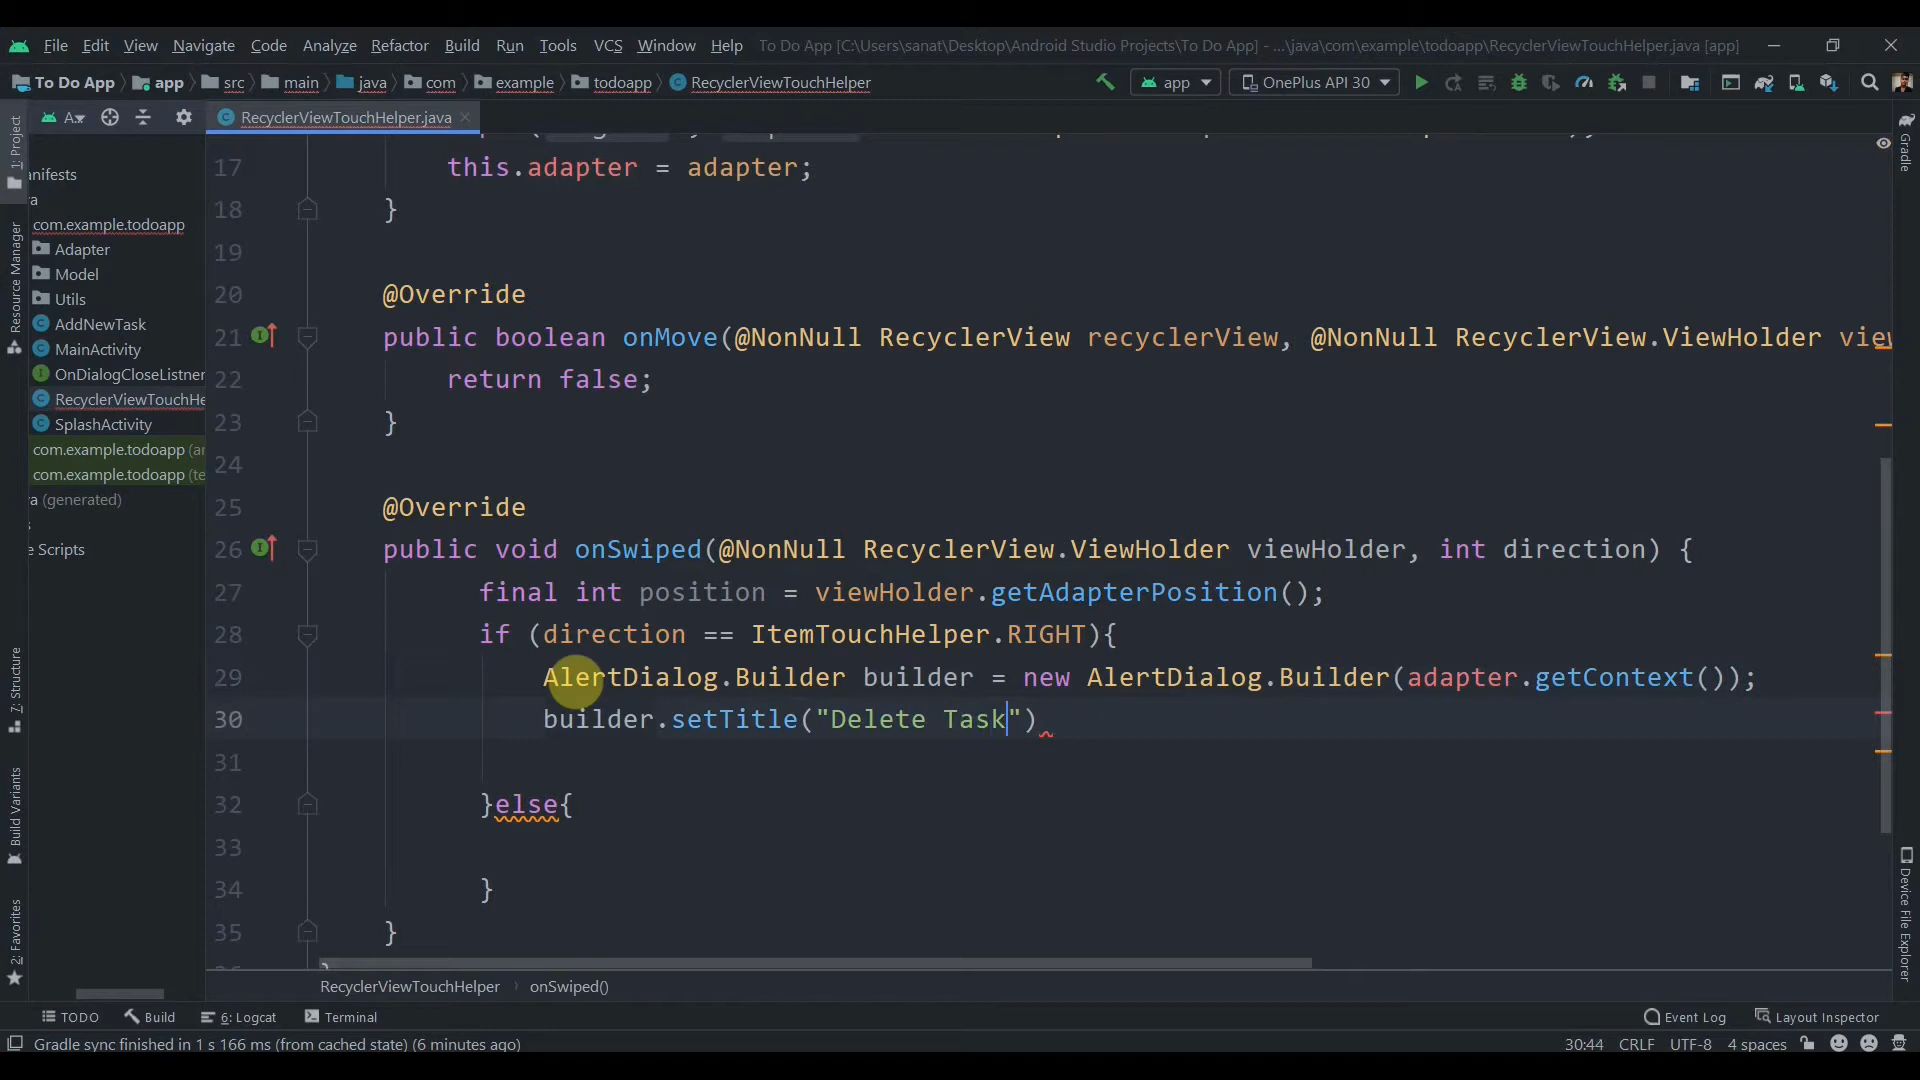 File Edit View Navigate Code Analyze Refactor Build Run Tools VCS Window Help To Do App [C:\Users\sanat\Desktop\Android Studio Projects\To Do App] - ...\java\com\example\todoapp\RecyclerViewTouchHelper.java [app]
To Do App app src main java com example todoapp RecyclerViewTouchHelper app OnePlus API 30
A... RecyclerViewTouchHelper.java
1: Project
Resource Manager
7: Structure
Build Variants
2: Favorites
anifests
va
com.example.todoapp
Adapter
Model
Utils
AddNewTask
MainActivity
OnDialogCloseListner
RecyclerViewTouchHe
SplashActivity
com.example.todoapp (ar
com.example.todoapp (te
va (generated)
s
e Scripts
17 this.adapter = adapter;
18 }
19
20 @Override
21 public boolean onMove(@NonNull RecyclerView recyclerView, @NonNull RecyclerView.ViewHolder view
22 return false;
23 }
24
25 @Override
26 public void onSwiped(@NonNull RecyclerView.ViewHolder viewHolder, int direction) {
27 final int position = viewHolder.getAdapterPosition();
28 if (direction == ItemTouchHelper.RIGHT){
29 AlertDialog.Builder builder = new AlertDialog.Builder(adapter.getContext());
30 builder.setTitle("Delete Task")
31
32 }else{
33
34 }
35 }
RecyclerViewTouchHelper › onSwiped()
Gradle
Device File Explorer
TODO Build 6: Logcat Terminal Event Log Layout Inspector
Gradle sync finished in 1 s 166 ms (from cached state) (6 minutes ago) 30:44 CRLF UTF-8 4 spaces